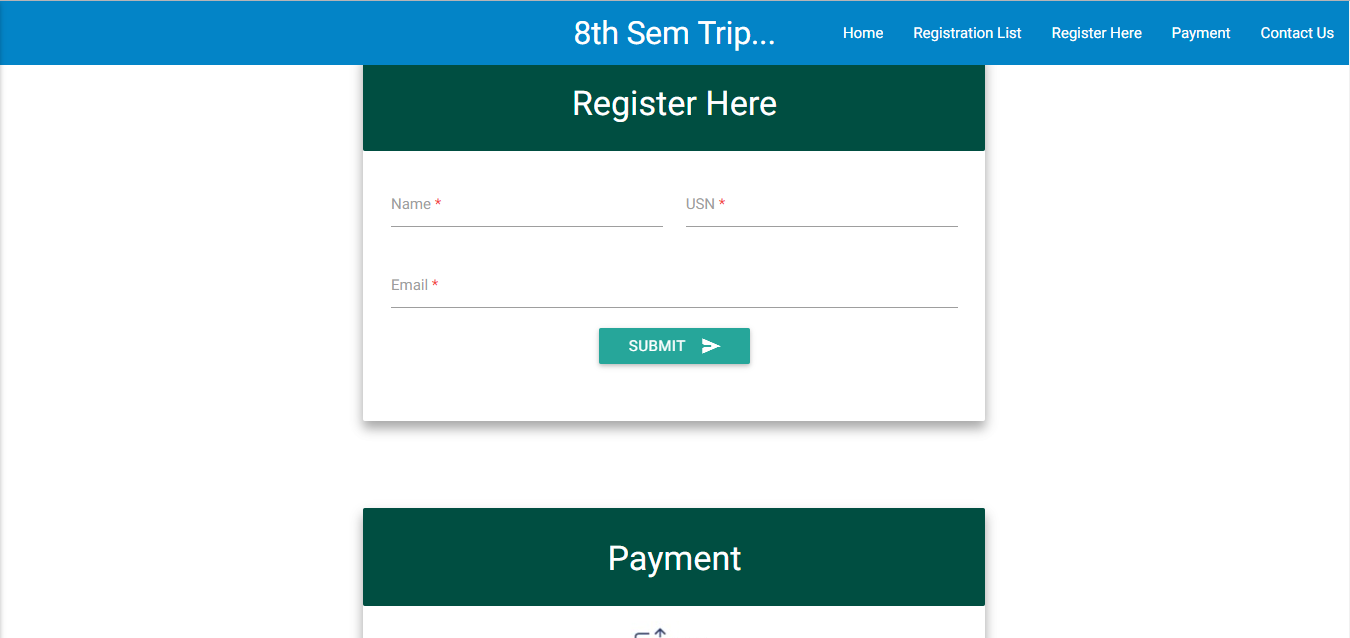 8th Sem Trip...
Home
Registration List
Register Here
Payment
Contact Us
Register Here
Name *
USN *
Email *
SUBMIT
Payment